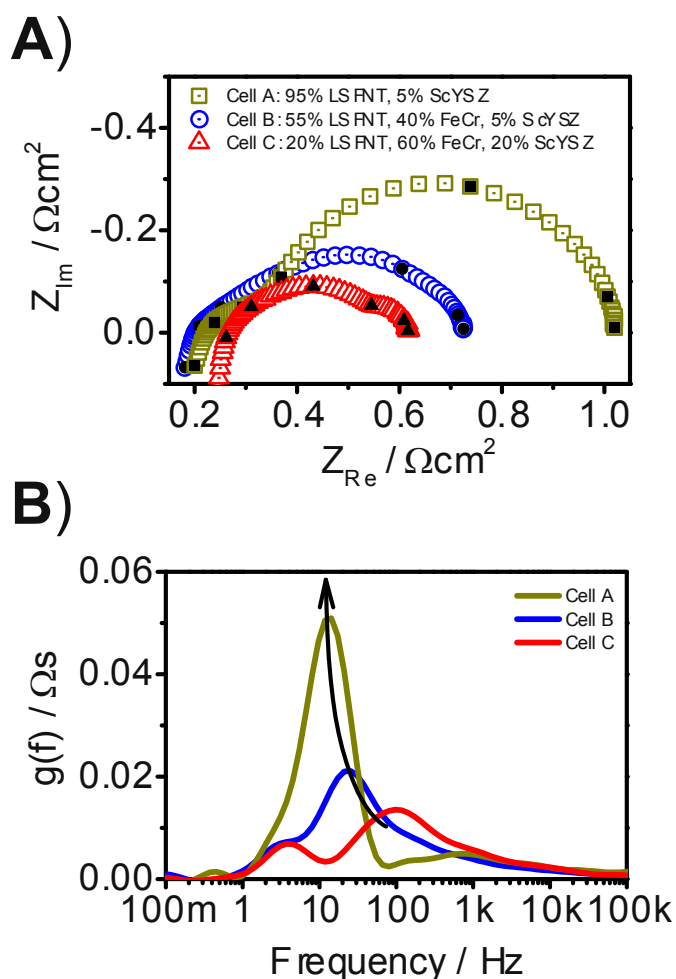 A)
-0.4
-0.2
0.0
Z_Im / Ωcm²
Cell A: 95% LSFNT, 5% ScYSZ
Cell B: 55% LSFNT, 40% FeCr, 5% ScYSZ
Cell C: 20% LSFNT, 60% FeCr, 20% ScYSZ
0.2 0.4 0.6 0.8 1.0
Z_Re / Ωcm²
B)
0.06
0.04
0.02
0.00
g(f) / Ωs
Cell A
Cell B
Cell C
100m 1 10 100 1k 10k100k
Frequency / Hz